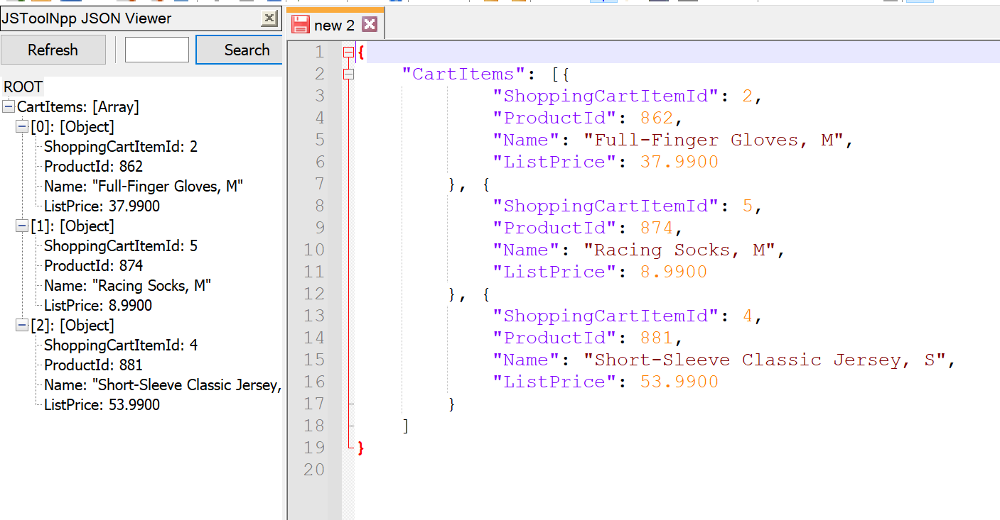 JSToolNpp JSON Viewer
Refresh
Search
ROOT
CartItems: [Array]
[0]: [Object]
ShoppingCartItemId: 2
ProductId: 862
Name: "Full-Finger Gloves, M"
ListPrice: 37.9900
[1]: [Object]
ShoppingCartItemId: 5
ProductId: 874
Name: "Racing Socks, M"
ListPrice: 8.9900
[2]: [Object]
ShoppingCartItemId: 4
ProductId: 881
Name: "Short-Sleeve Classic Jersey,
ListPrice: 53.9900
new 2
1 {
2 "CartItems": [{
3 "ShoppingCartItemId": 2,
4 "ProductId": 862,
5 "Name": "Full-Finger Gloves, M",
6 "ListPrice": 37.9900
7 }, {
8 "ShoppingCartItemId": 5,
9 "ProductId": 874,
10 "Name": "Racing Socks, M",
11 "ListPrice": 8.9900
12 }, {
13 "ShoppingCartItemId": 4,
14 "ProductId": 881,
15 "Name": "Short-Sleeve Classic Jersey, S",
16 "ListPrice": 53.9900
17 }
18 ]
19 }
20